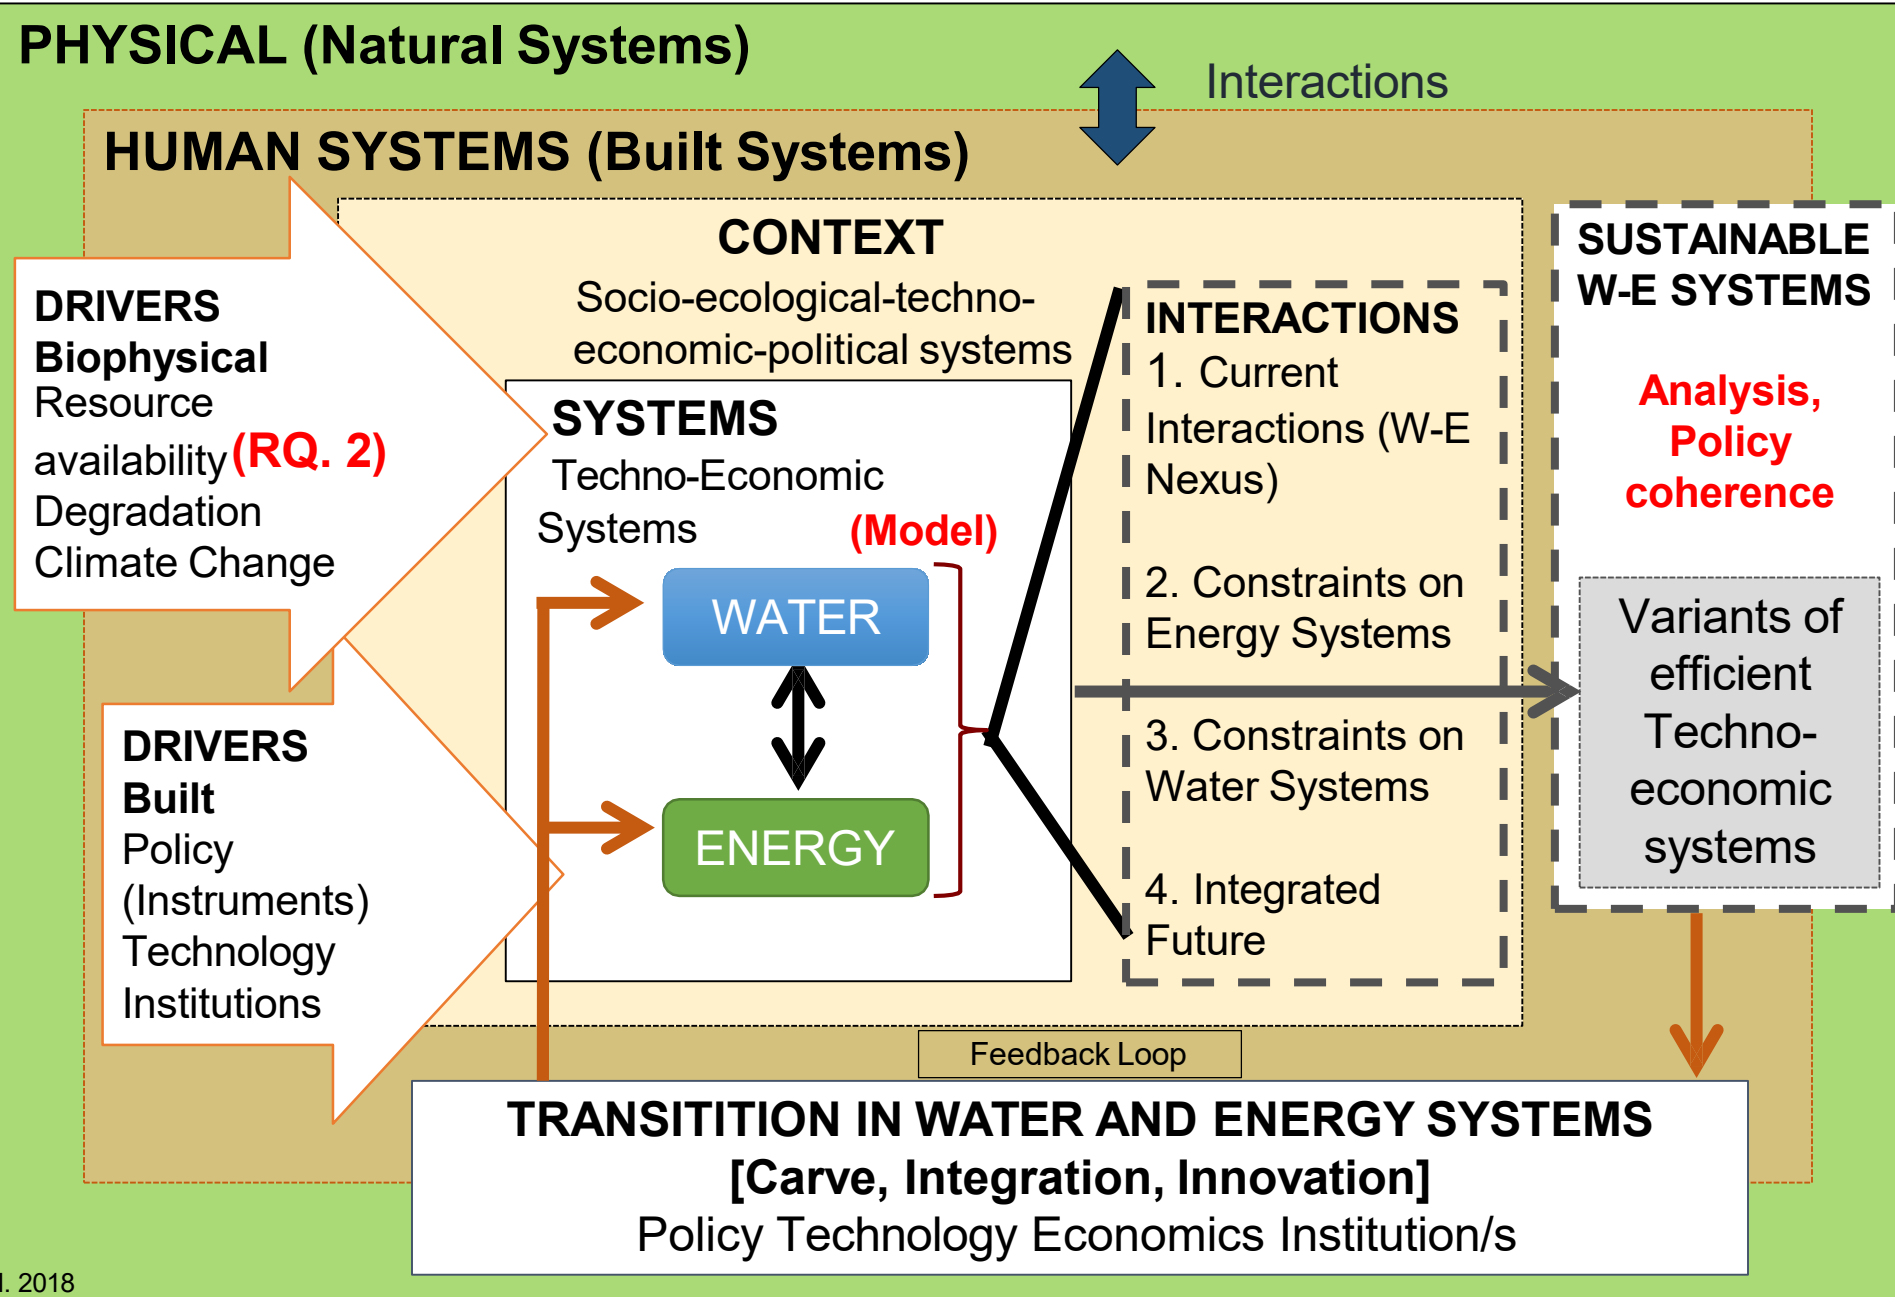 PHYSICAL (Natural Systems)
Interactions
HUMAN SYSTEMS (Built Systems)
CONTEXT
Socio-ecological-techno-
economic-political systems
DRIVERS
Biophysical
Resource
availability (RQ. 2)
Degradation
Climate Change
DRIVERS
Built
Policy
(Instruments)
Technology
Institutions
SYSTEMS
Techno-Economic
Systems
(Model)
WATER
ENERGY
INTERACTIONS
1. Current
Interactions (W-E
Nexus)
2. Constraints on
Energy Systems
3. Constraints on
Water Systems
4. Integrated
Future
SUSTAINABLE
W-E SYSTEMS
Analysis,
Policy
coherence
Variants of
efficient
Techno-
economic
systems
Feedback Loop
TRANSITITION IN WATER AND ENERGY SYSTEMS
[Carve, Integration, Innovation]
Policy Technology Economics Institution/s
l. 2018